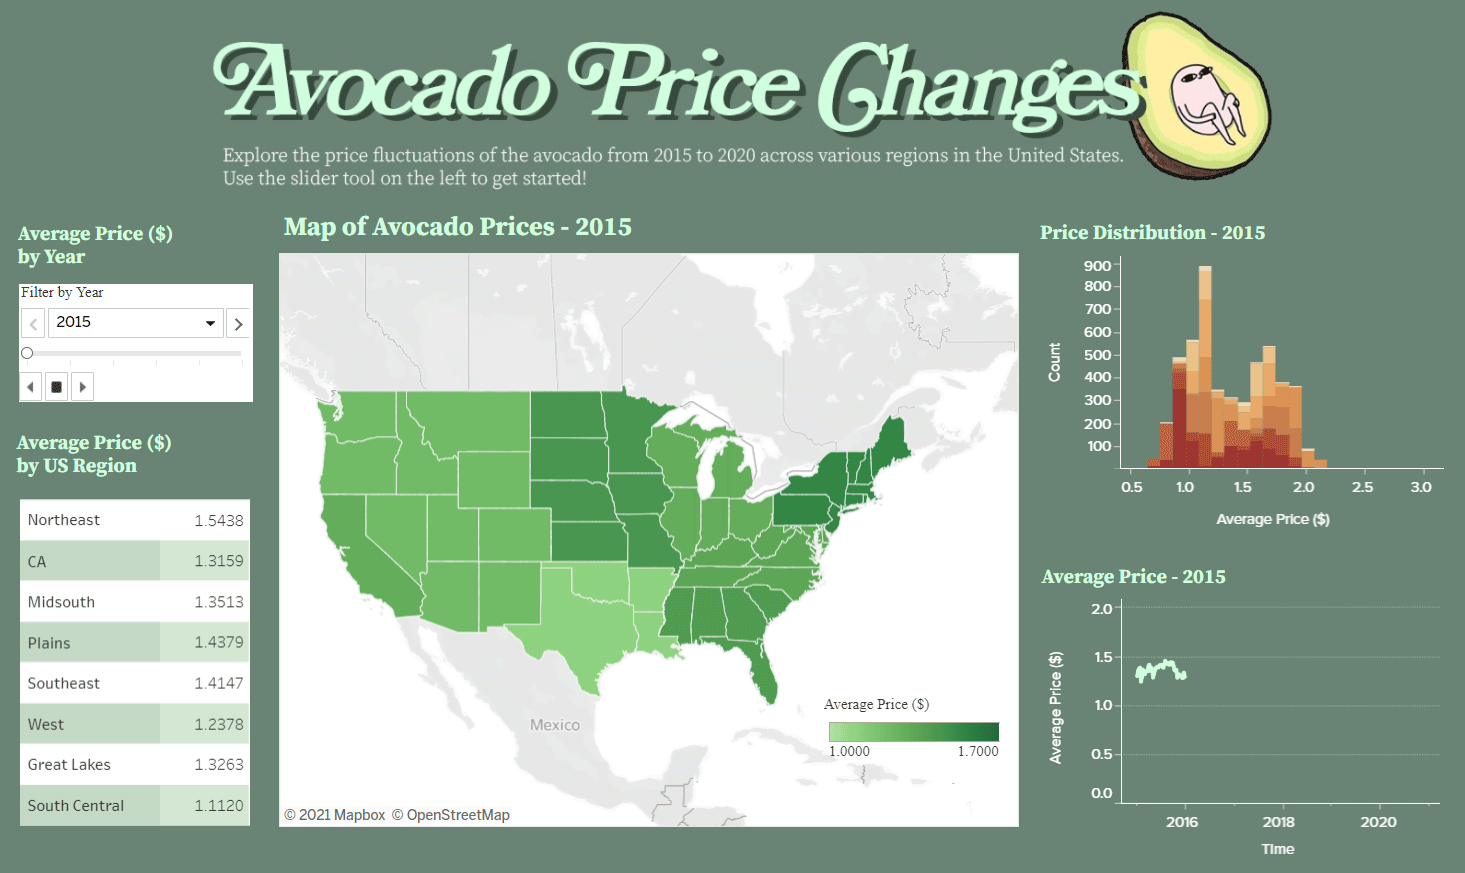 Avocado Price Changes
Explore the price fluctuations of the avocado from 2015 to 2020 across various regions in the United States.
Use the slider tool on the left to get started!
Average Price ($)
by Year
Filter by Year
2015
Average Price ($)
by US Region
Northeast 1.5438
CA 1.3159
Midsouth 1.3513
Plains 1.4379
Southeast 1.4147
West 1.2378
Great Lakes 1.3263
South Central 1.1120
Map of Avocado Prices - 2015
Mexico
Average Price ($)
1.0000 1.7000
© 2021 Mapbox © OpenStreetMap
Price Distribution - 2015
900
800
700
600
500
400
300
200
100
Count
0.5 1.0 1.5 2.0 2.5 3.0
Average Price ($)
Average Price - 2015
2.0
1.5
1.0
0.5
0.0
Average Price ($)
2016 2018 2020
Time